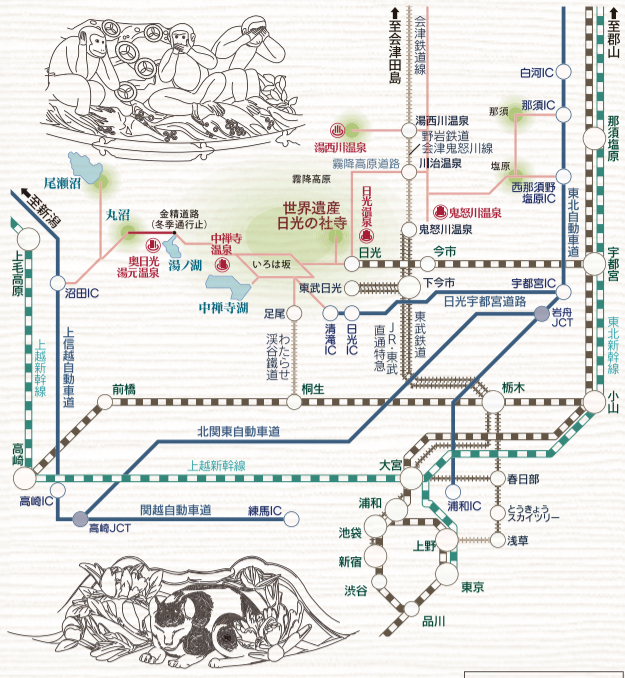 至会津田島
会津鉄道線
至郡山
白河IC
那須
那須IC
那須塩原
湯西川温泉
湯西川温泉
野岩鉄道
会津鬼怒川線
霧降高原道路
川治温泉
塩原
西那須野
塩原IC
東北自動車道
尾瀬沼
霧降高原
世界遺産
日光の社寺
日光温泉
鬼怒川温泉
鬼怒川温泉
至新潟
丸沼
金精道路
(冬季通行止)
奥日光
湯元温泉
湯ノ湖
中禅寺
温泉
いろは坂
中禅寺湖
日光
今市
宇都宮
上毛高原
沼田IC
東武日光
下今市
宇都宮IC
日光宇都宮道路
足尾
清滝IC
日光IC
岩舟
JCT
東北新幹線
上越新幹線
上信越自動車道
わたらせ
渓谷鐵道
JR・東武
直通特急
東武鉄道
前橋
桐生
栃木
小山
北関東自動車道
高崎
上越新幹線
大宮
春日部
高崎IC
浦和IC
浦和
とうきょう
スカイツリー
高崎JCT
関越自動車道
練馬IC
池袋
上野
浅草
新宿
渋谷
東京
品川